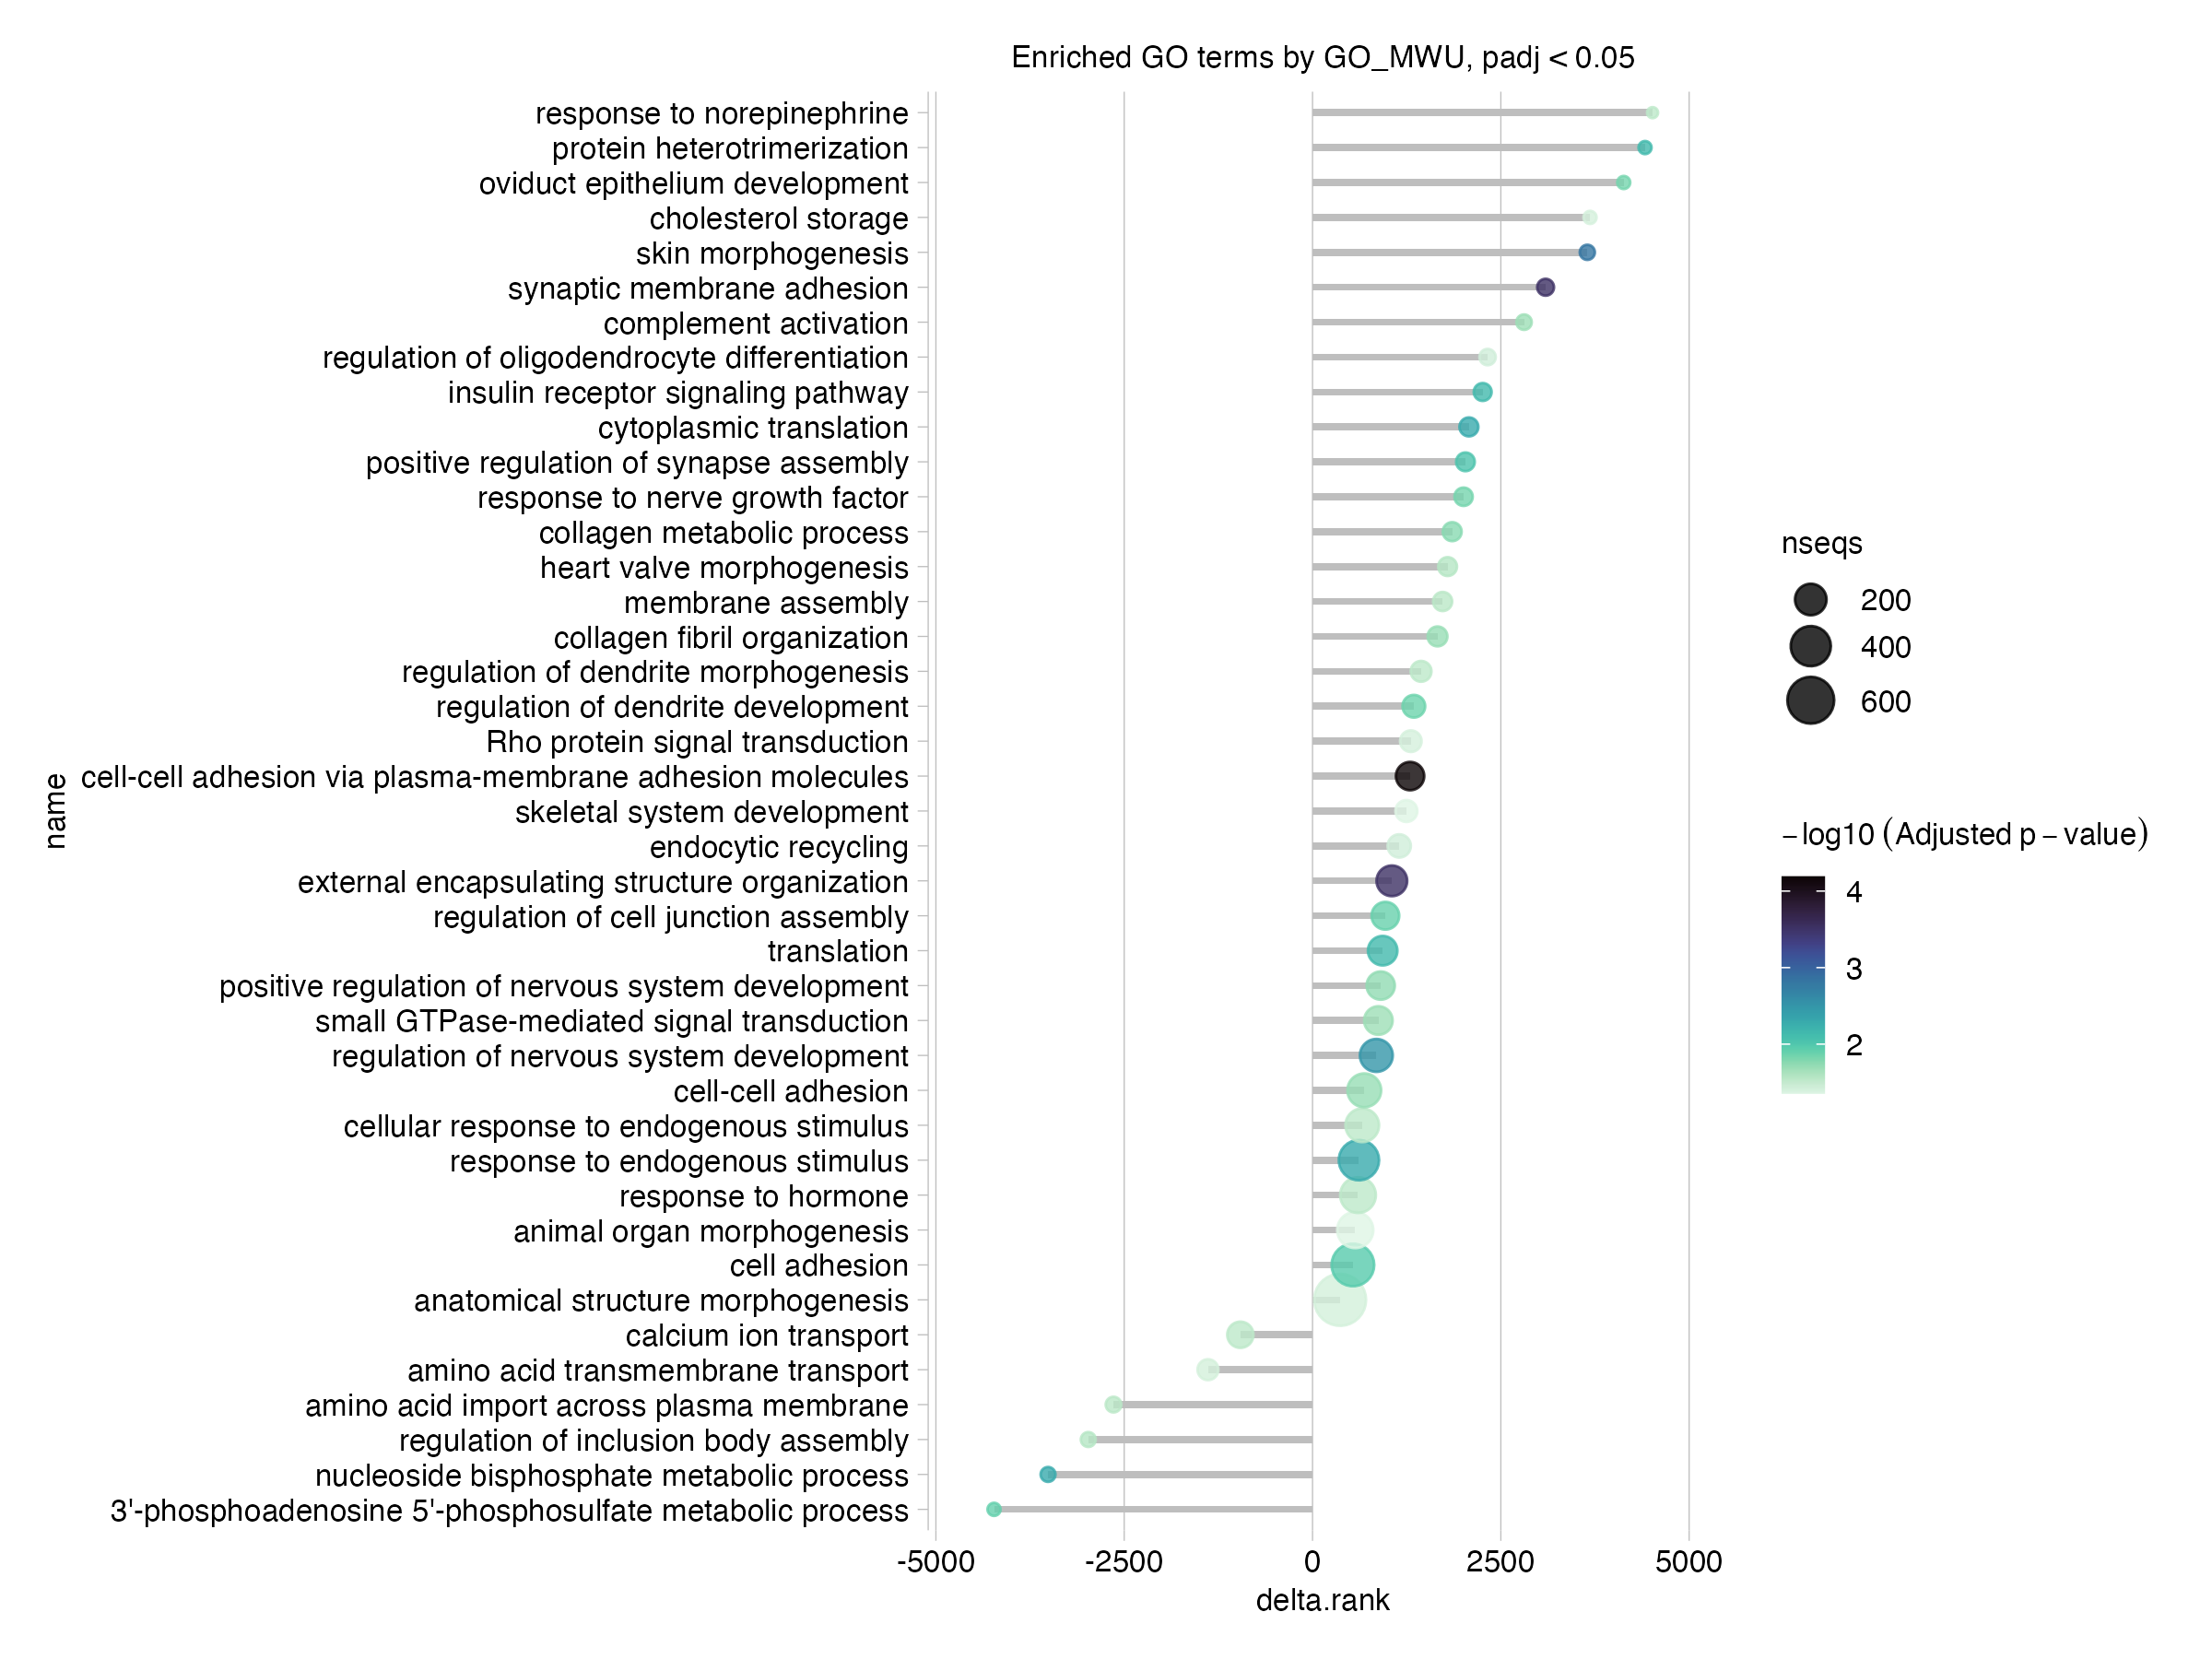 Enriched GO terms by GO_MWU, padj < 0.05
response to norepinephrine
protein heterotrimerization
oviduct epithelium development
cholesterol storage
skin morphogenesis
synaptic membrane adhesion
complement activation
regulation of oligodendrocyte differentiation
insulin receptor signaling pathway
cytoplasmic translation
positive regulation of synapse assembly
response to nerve growth factor
collagen metabolic process
heart valve morphogenesis
membrane assembly
collagen fibril organization
regulation of dendrite morphogenesis
regulation of dendrite development
Rho protein signal transduction
cell-cell adhesion via plasma-membrane adhesion molecules
skeletal system development
endocytic recycling
external encapsulating structure organization
regulation of cell junction assembly
translation
positive regulation of nervous system development
small GTPase-mediated signal transduction
regulation of nervous system development
cell-cell adhesion
cellular response to endogenous stimulus
response to endogenous stimulus
response to hormone
animal organ morphogenesis
cell adhesion
anatomical structure morphogenesis
calcium ion transport
amino acid transmembrane transport
amino acid import across plasma membrane
regulation of inclusion body assembly
nucleoside bisphosphate metabolic process
3'-phosphoadenosine 5'-phosphosulfate metabolic process
name
-5000 -2500 0 2500 5000
delta.rank
nseqs
200
400
600
−log10 (Adjusted p − value)
4
3
2